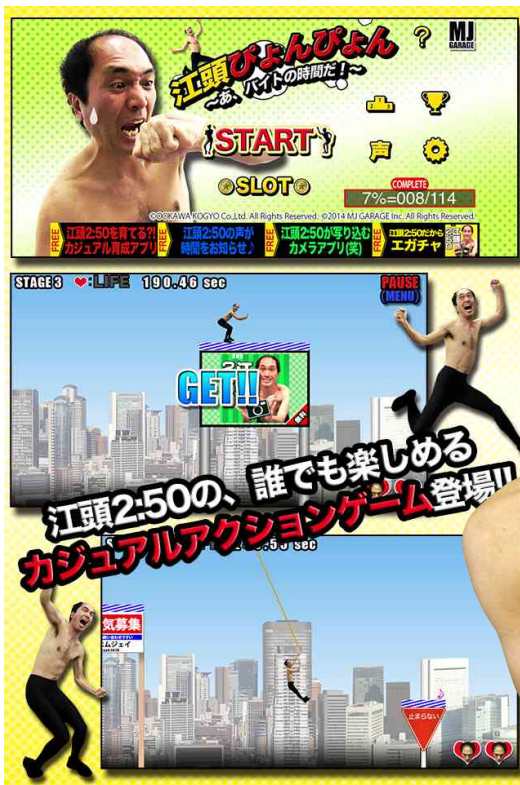 江頭ぴょんぴょん
～あ、バイトの時間だ！～
?
MJ
GARAGE
START
声
SLOT
COMPLETE
7%=008/114
©OOKAWA KOGYO Co.,Ltd. All Rights Reserved. ©2014 MJ GARAGE Inc. All Rights Reserved.
FREE
江頭2:50を育てる?!
カジュアル育成アプリ
FREE
江頭2:50の声が
時間をお知らせ♪
FREE
江頭2:50が写り込む
カメラアプリ(笑)
FREE
江頭2:50だから
エガチャ
STAGE 3 ❤:LIFE 190.46 sec
PAUSE
(MENU)
GET!!
無料
江頭2:50の、誰でも楽しめる
カジュアルアクションゲーム登場!!
sec
気募集
ムジェイ
止まらない